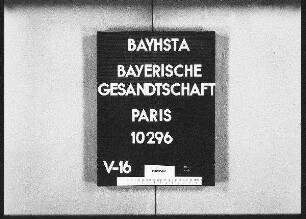 BAYHSTA
BAYERISCHE
GESANDTSCHAFT
PARIS
10296
V-16